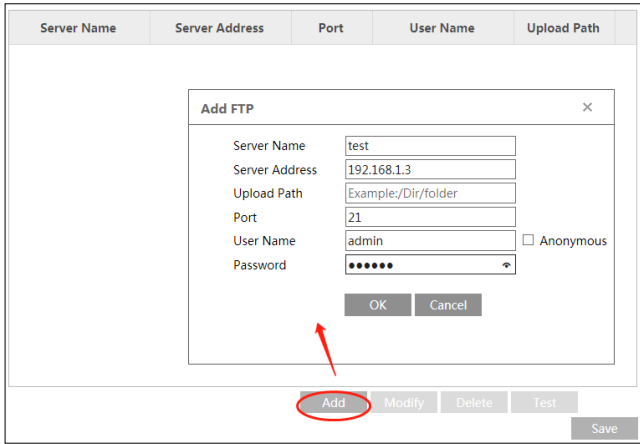 Server Name Server Address Port User Name Upload Path
Add FTP ×
Server Name test
Server Address 192.168.1.3
Upload Path Example:/Dir/folder
Port 21
User Name admin Anonymous
Password ●●●●●●
OK Cancel
Add Modify Delete Test
Save